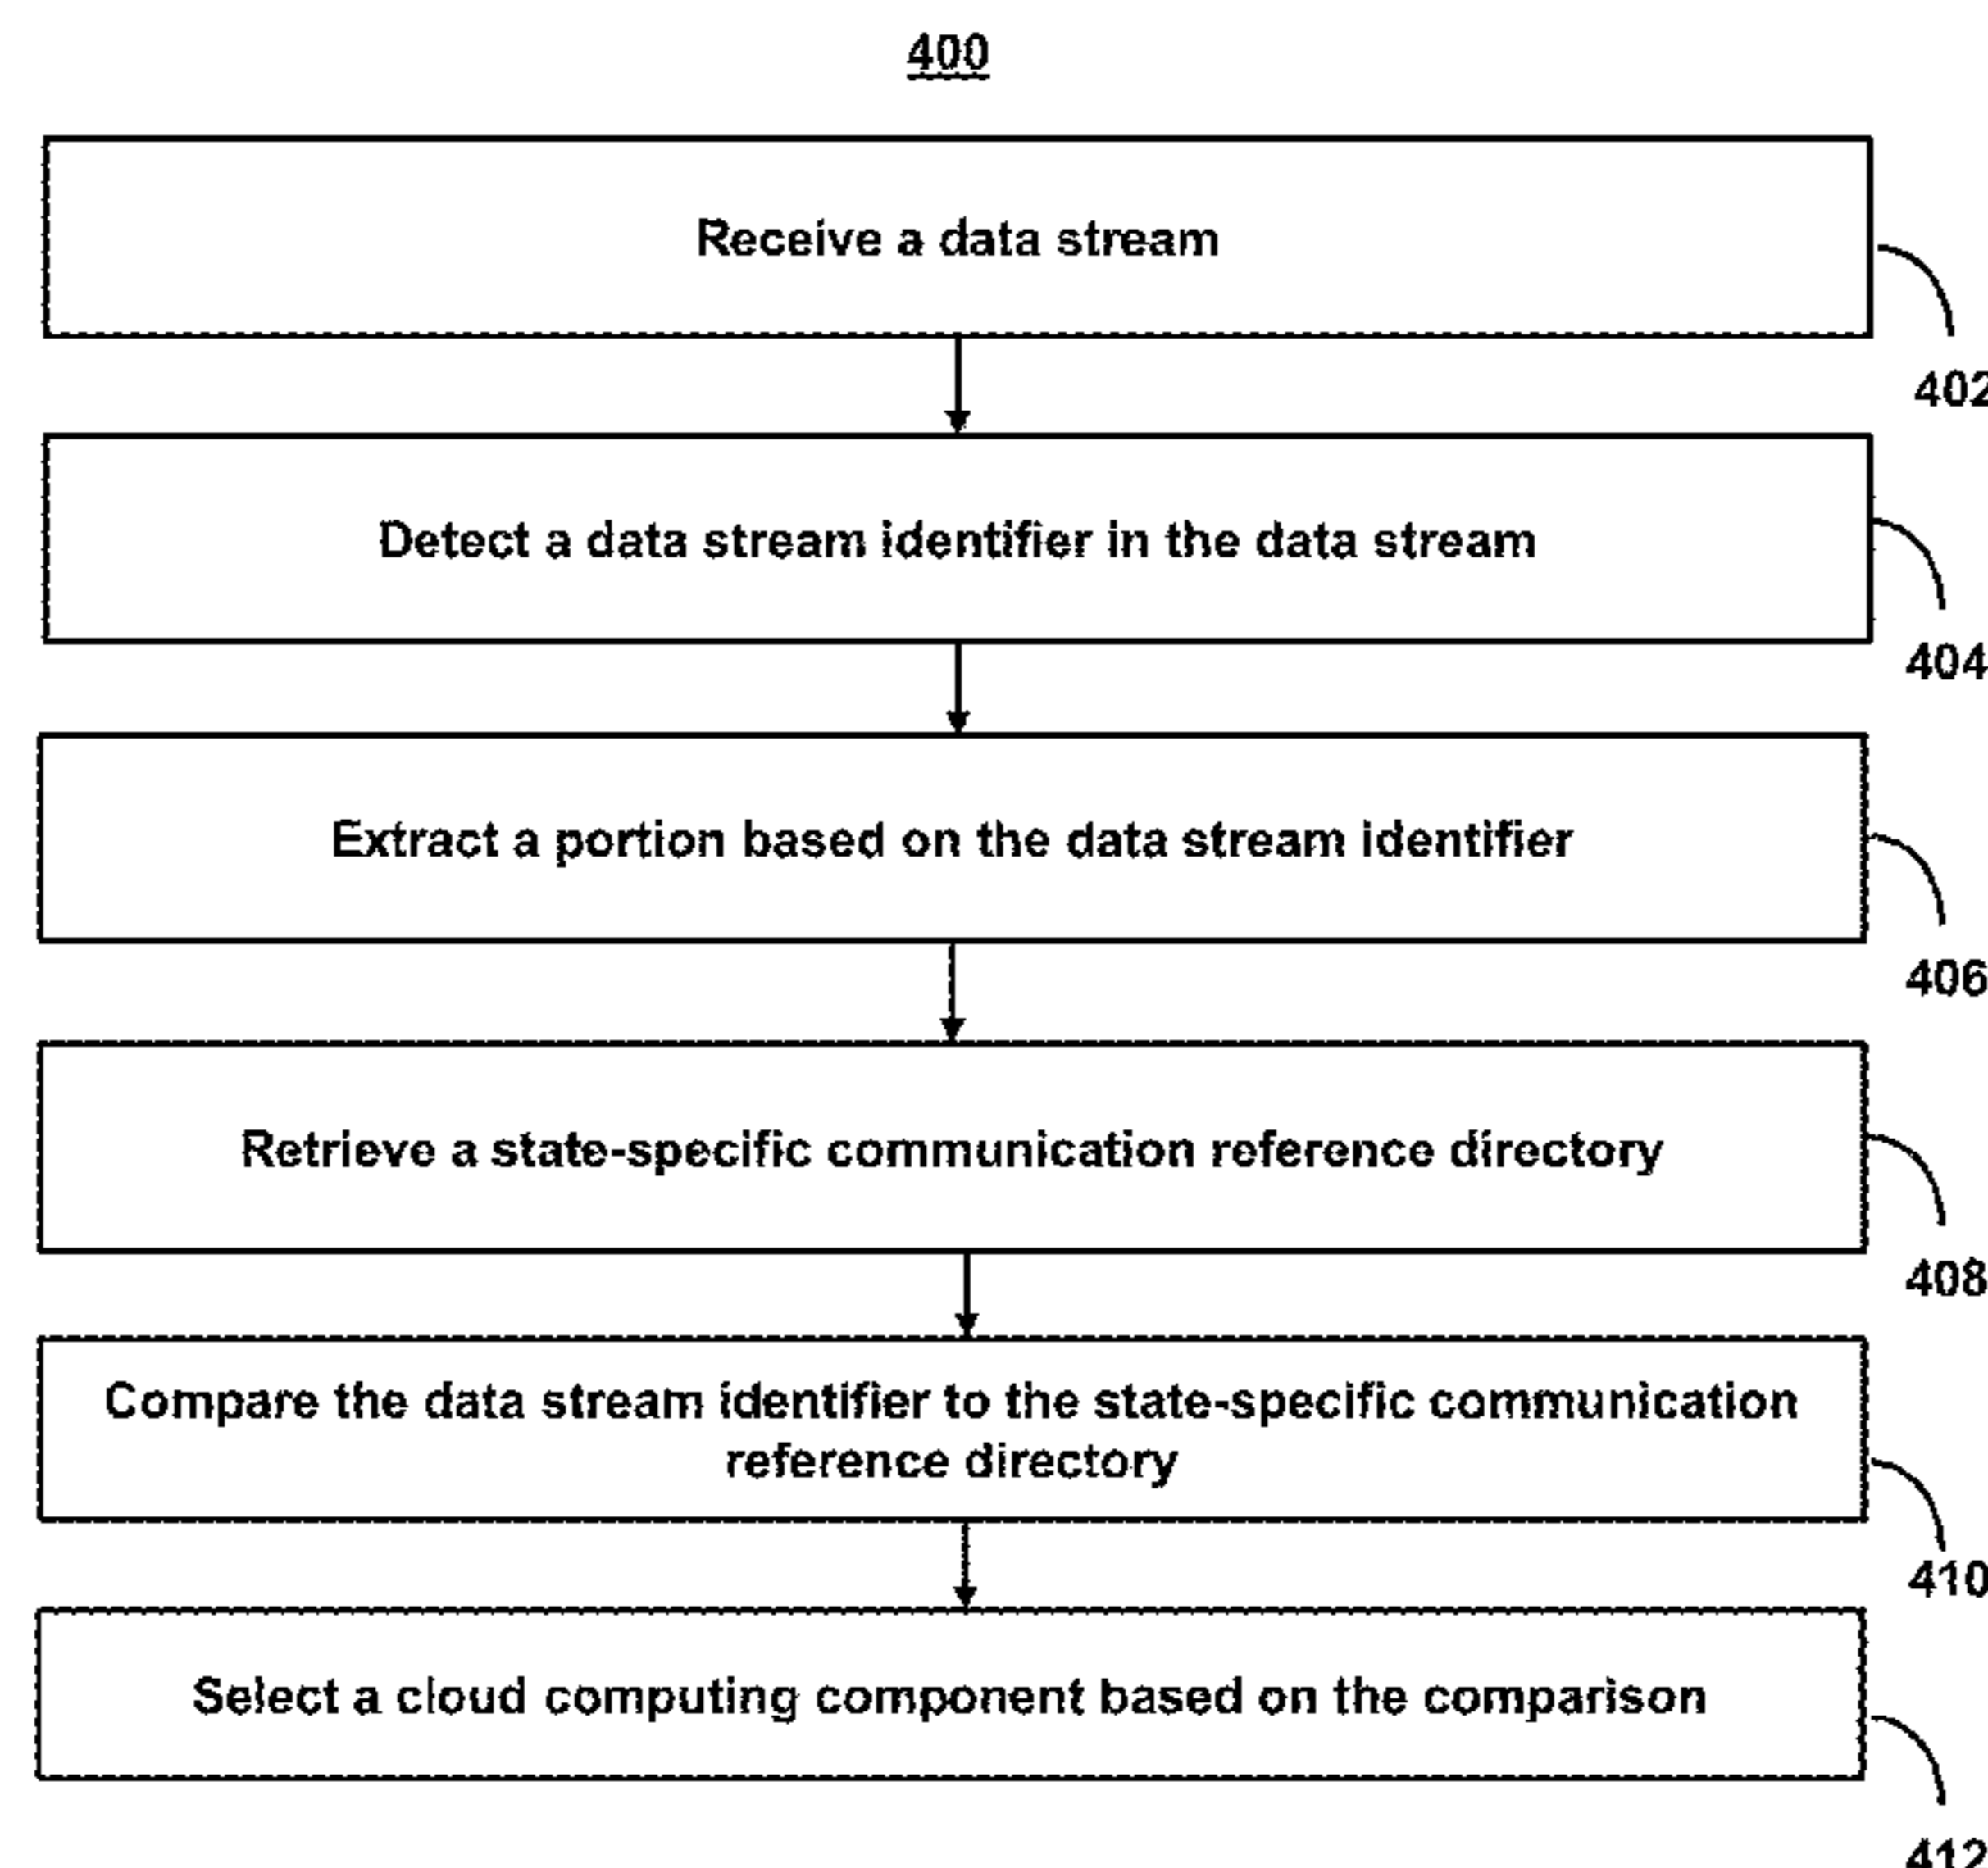 400
Receive a data stream
402
Detect a data stream identifier in the data stream
404
Extract a portion based on the data stream identifier
406
Retrieve a state-specific communication reference directory
408
Compare the data stream identifier to the state-specific communication
reference directory
410
Select a cloud computing component based on the comparison
412